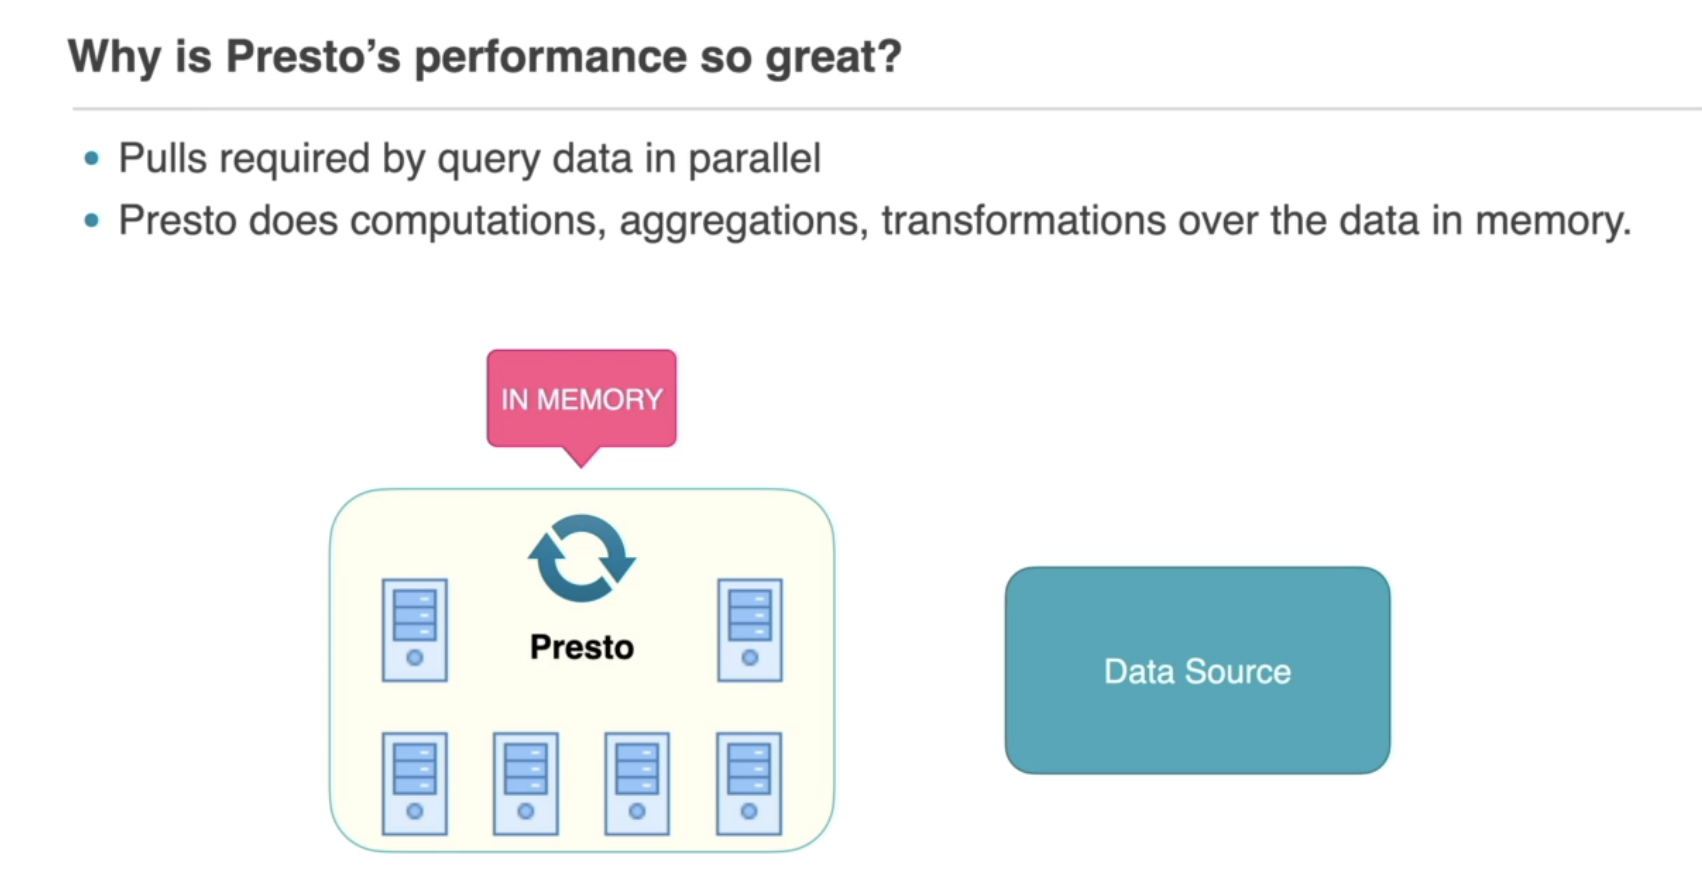 Why is Presto’s performance so great?
• Pulls required by query data in parallel
• Presto does computations, aggregations, transformations over the data in memory.
IN MEMORY
Presto
Data Source